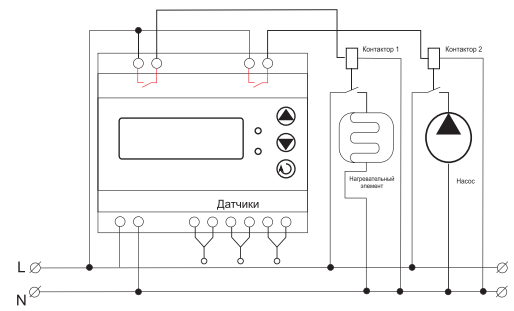 Контактор 1
Контактор 2
Нагревательный
элемент
Насос
Датчики
L
N